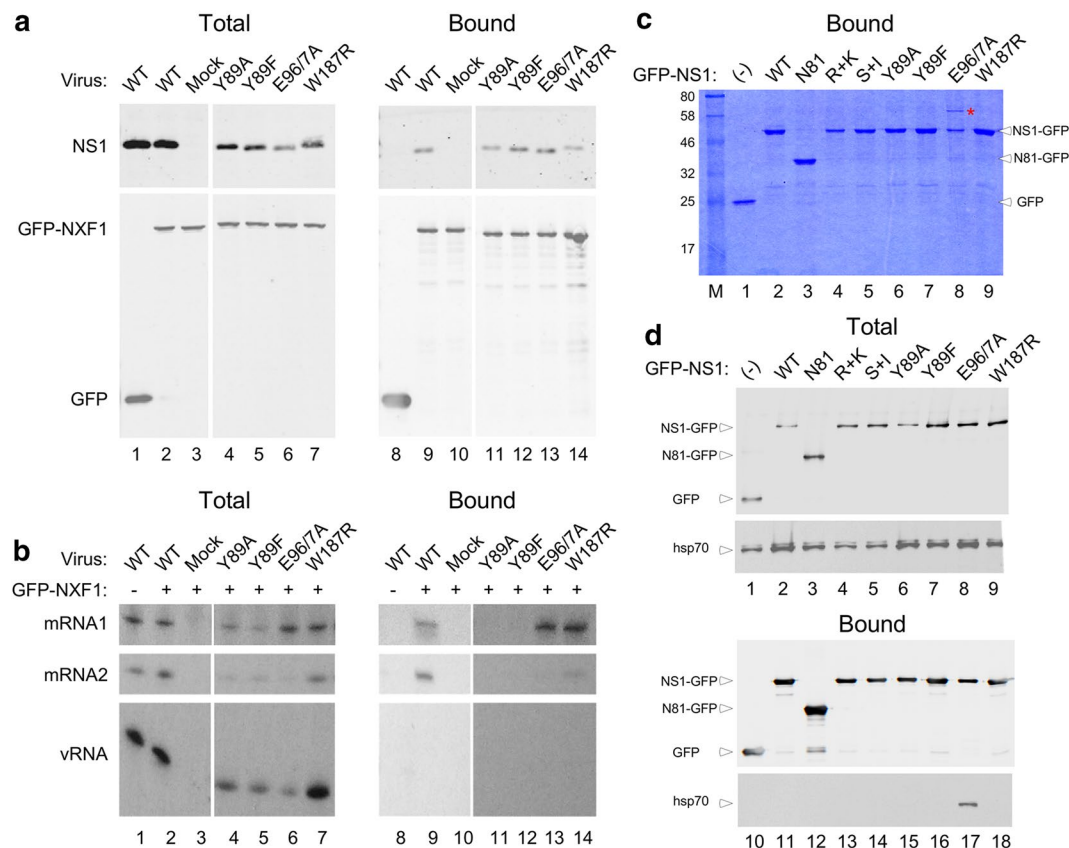 a
Total
Bound
Virus: WT WT Mock Y89A Y89F E96/7A W187R
WT WT Mock Y89A Y89F E96/7A W187R
NS1
GFP-NXF1
GFP
1 2 3 4 5 6 7
8 9 10 11 12 13 14
b
Total
Bound
Virus: WT WT Mock Y89A Y89F E96/7A W187R
WT WT Mock Y89A Y89F E96/7A W187R
GFP-NXF1: - + + + + + +
- + + + + + +
mRNA1
mRNA2
vRNA
1 2 3 4 5 6 7
8 9 10 11 12 13 14
c
Bound
GFP-NS1: (-) WT N81 R+K S+I Y89A Y89F E96/7A W187R
80
58
46
32
25
17
*
NS1-GFP
N81-GFP
GFP
M 1 2 3 4 5 6 7 8 9
d
Total
GFP-NS1: (-) WT N81 R+K S+I Y89A Y89F E96/7A W187R
NS1-GFP
N81-GFP
GFP
hsp70
1 2 3 4 5 6 7 8 9
Bound
NS1-GFP
N81-GFP
GFP
hsp70
10 11 12 13 14 15 16 17 18